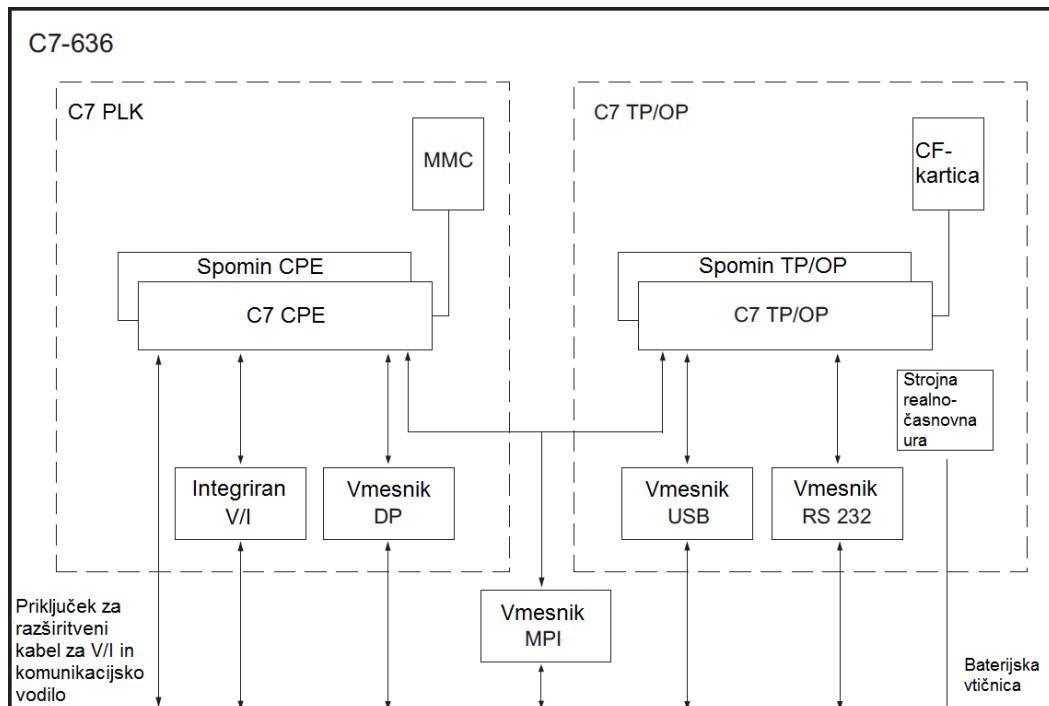 C7-636
C7 PLK
MMC
Spomin CPE
C7 CPE
Integriran
V/I
Vmesnik
DP
C7 TP/OP
CF-
kartica
Spomin TP/OP
C7 TP/OP
Strojna
realno-
časnovna
ura
Vmesnik
USB
Vmesnik
RS 232
Priključek za
razširitveni
kabel za V/I in
komunikacijsko
vodilo
Vmesnik
MPI
Baterijska
vtičnica